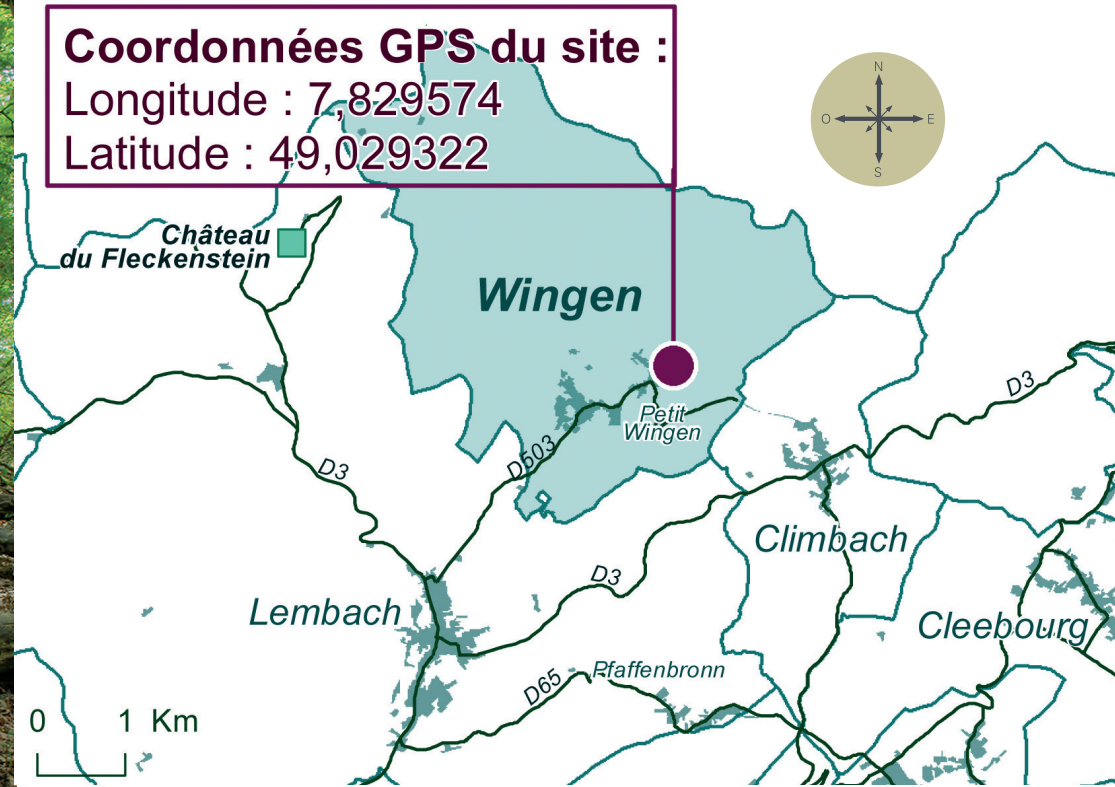 Coordonnées GPS du site :
Longitude : 7,829574
Latitude : 49,029322
N
O
E
S
Château
du Fleckenstein
Wingen
D3
Petit
Wingen
D503
D3
Climbach
D3
Lembach
Cleebourg
Pfaffenbronn
D65
0 1 Km